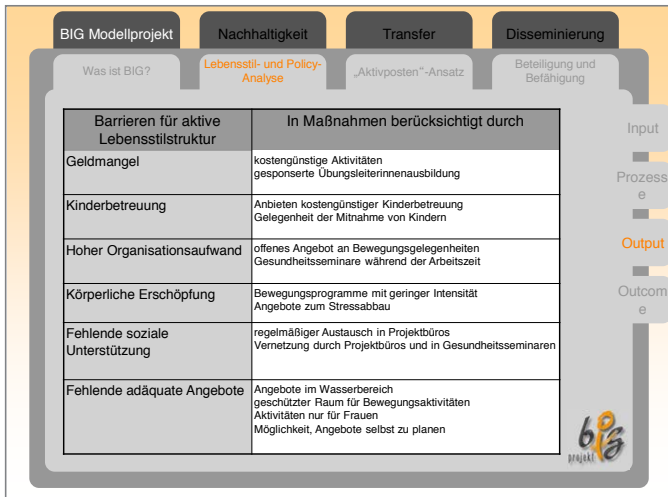 BIG Modellprojekt
Nachhaltigkeit
Transfer
Disseminierung
Was ist BIG?
Lebensstil- und Policy-
Analyse
„Aktivposten“-Ansatz
Beteiligung und
Befähigung
Barrieren für aktive
Lebensstilstruktur
In Maßnahmen berücksichtigt durch
Geldmangel
kostengünstige Aktivitäten
gesponserte Übungsleiterinnenausbildung
Kinderbetreuung
Anbieten kostengünstiger Kinderbetreuung
Gelegenheit der Mitnahme von Kindern
Hoher Organisationsaufwand
offenes Angebot an Bewegungsgelegenheiten
Gesundheitsseminare während der Arbeitszeit
Körperliche Erschöpfung
Bewegungsprogramme mit geringer Intensität
Angebote zum Stressabbau
Fehlende soziale
Unterstützung
regelmäßiger Austausch in Projektbüros
Vernetzung durch Projektbüros und in Gesundheitsseminaren
Fehlende adäquate Angebote
Angebote im Wasserbereich
geschützter Raum für Bewegungsaktivitäten
Aktivitäten nur für Frauen
Möglichkeit, Angebote selbst zu planen
Input
Prozess
e
Output
Outcom
e
big
projekt